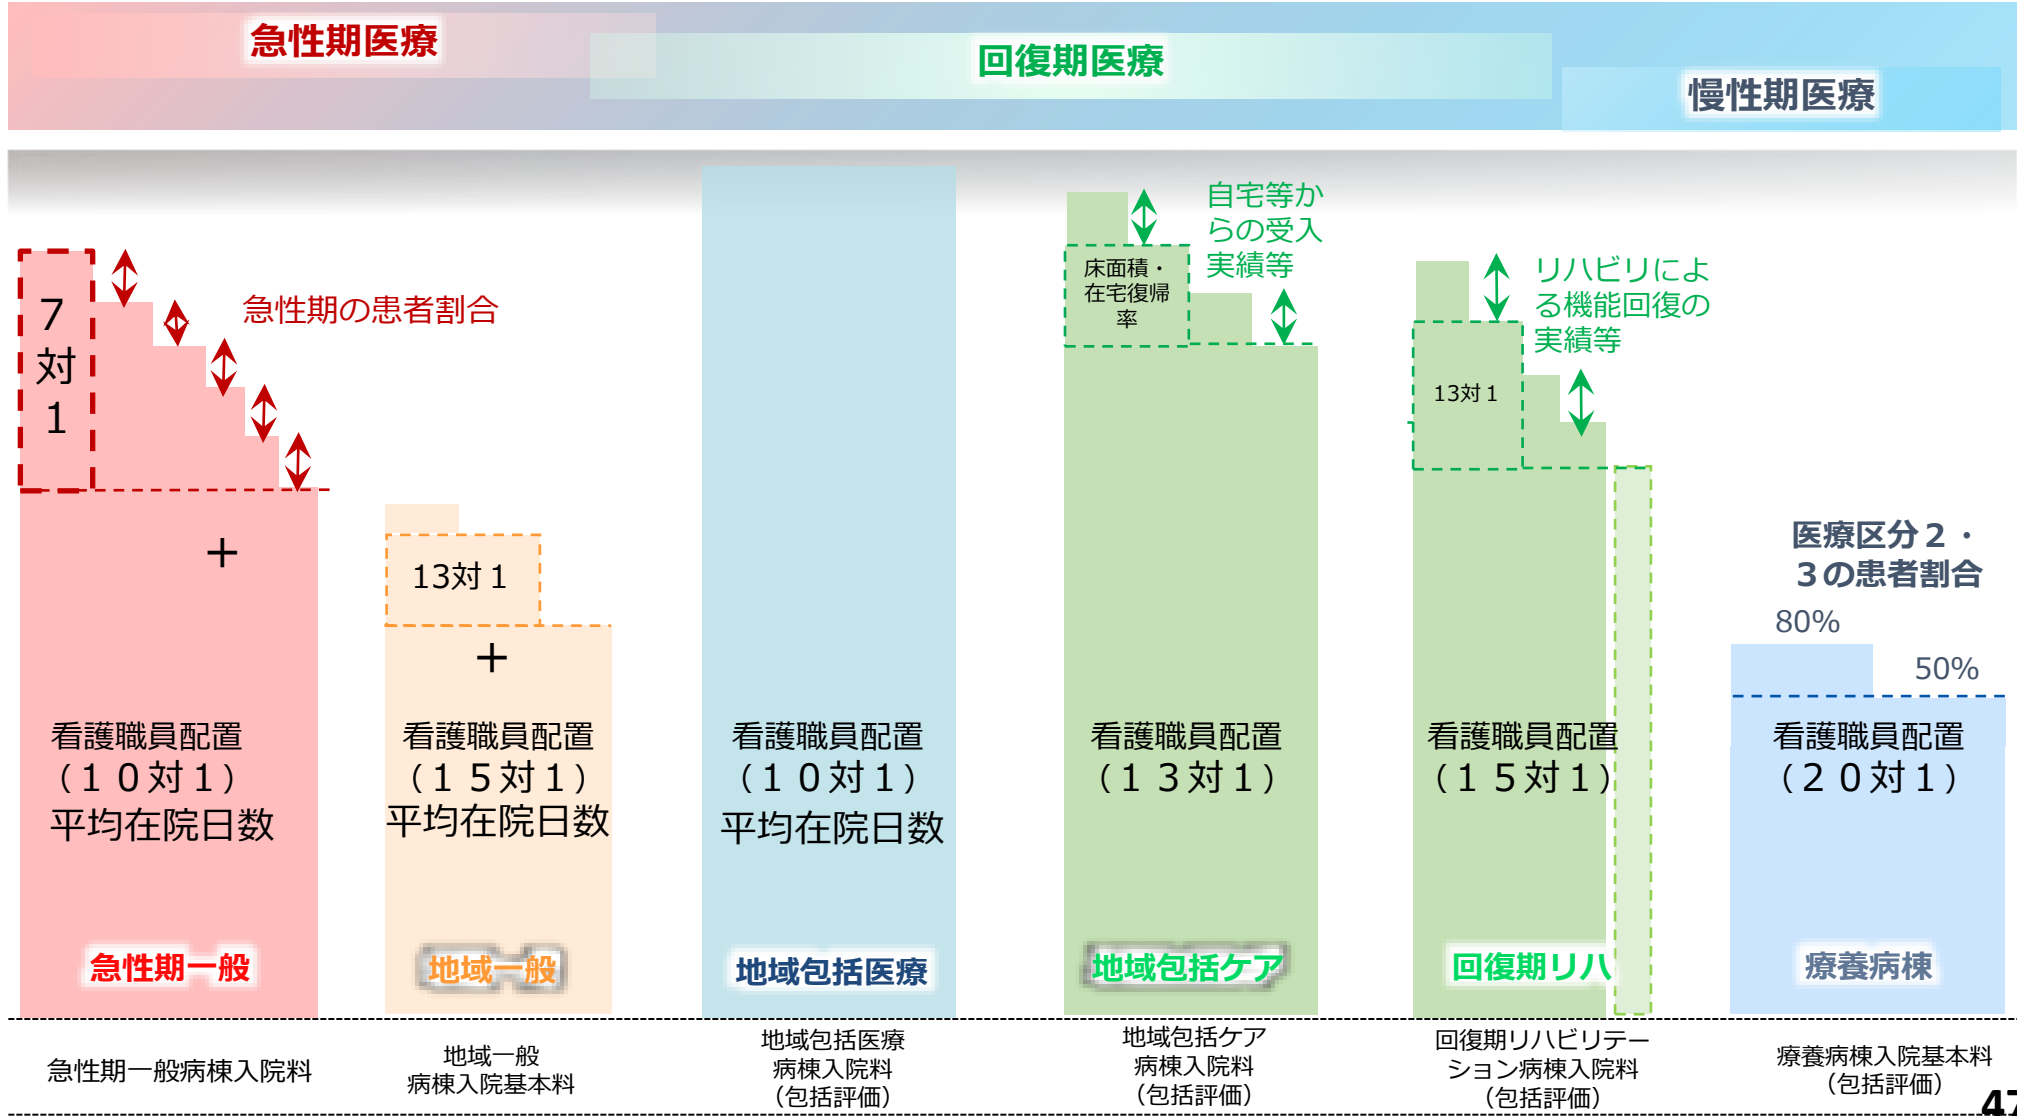 急性期医療
回復期医療
慢性期医療
7
対
1
急性期の患者割合
+
看護職員配置
（１０対１）
平均在院日数
急性期一般
13対１
+
看護職員配置
（１５対１）
平均在院日数
地域一般
看護職員配置
（１０対１）
平均在院日数
地域包括医療
自宅等か
らの受入
実績等
床面積・
在宅復帰
率
看護職員配置
（１３対１）
地域包括ケア
リハビリによ
る機能回復の
実績等
13対１
看護職員配置
（１５対１）
回復期リハ
医療区分２・
３の患者割合
80%
50%
看護職員配置
（２０対１）
療養病棟
急性期一般病棟入院料
地域一般
病棟入院基本料
地域包括医療
病棟入院料
（包括評価）
地域包括ケア
病棟入院料
（包括評価）
回復期リハビリテー
ション病棟入院料
（包括評価）
療養病棟入院基本料
（包括評価）
47